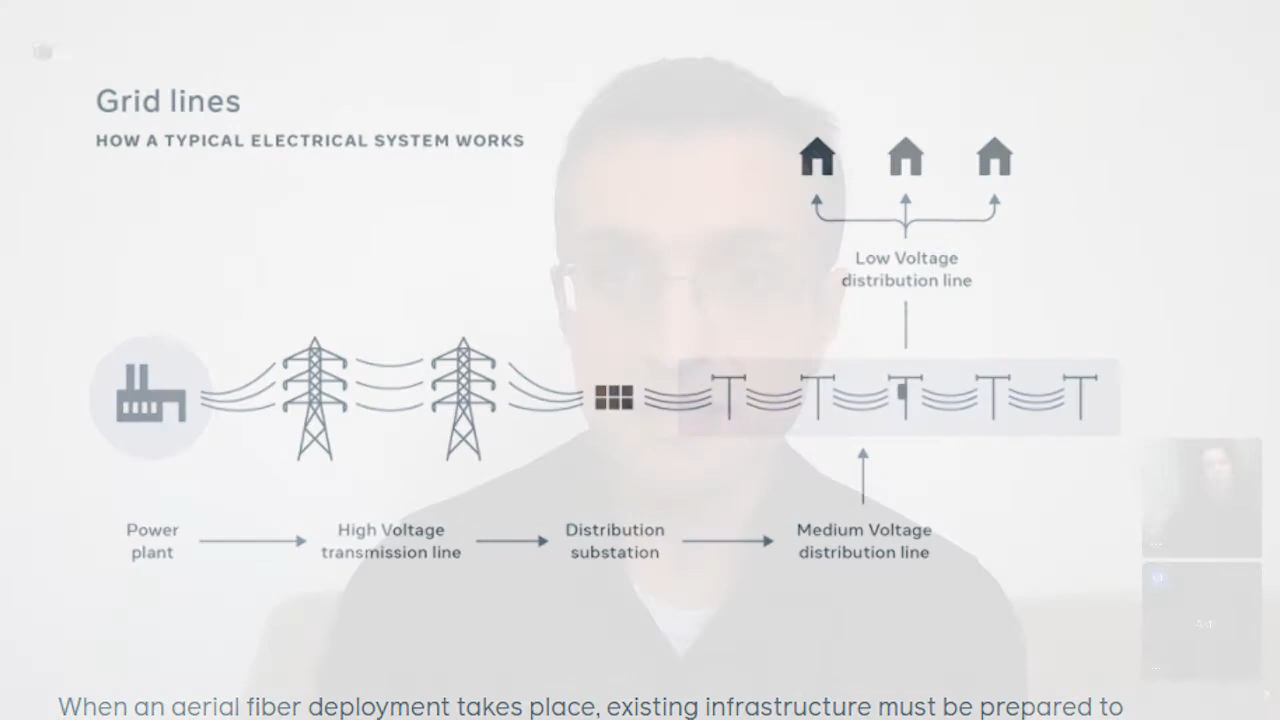 Grid lines
HOW A TYPICAL ELECTRICAL SYSTEM WORKS
Low Voltage
distribution line
Power
plant
High Voltage
transmission line
Distribution
substation
Medium Voltage
distribution line
When an aerial fiber deployment takes place, existing infrastructure must be prepared to